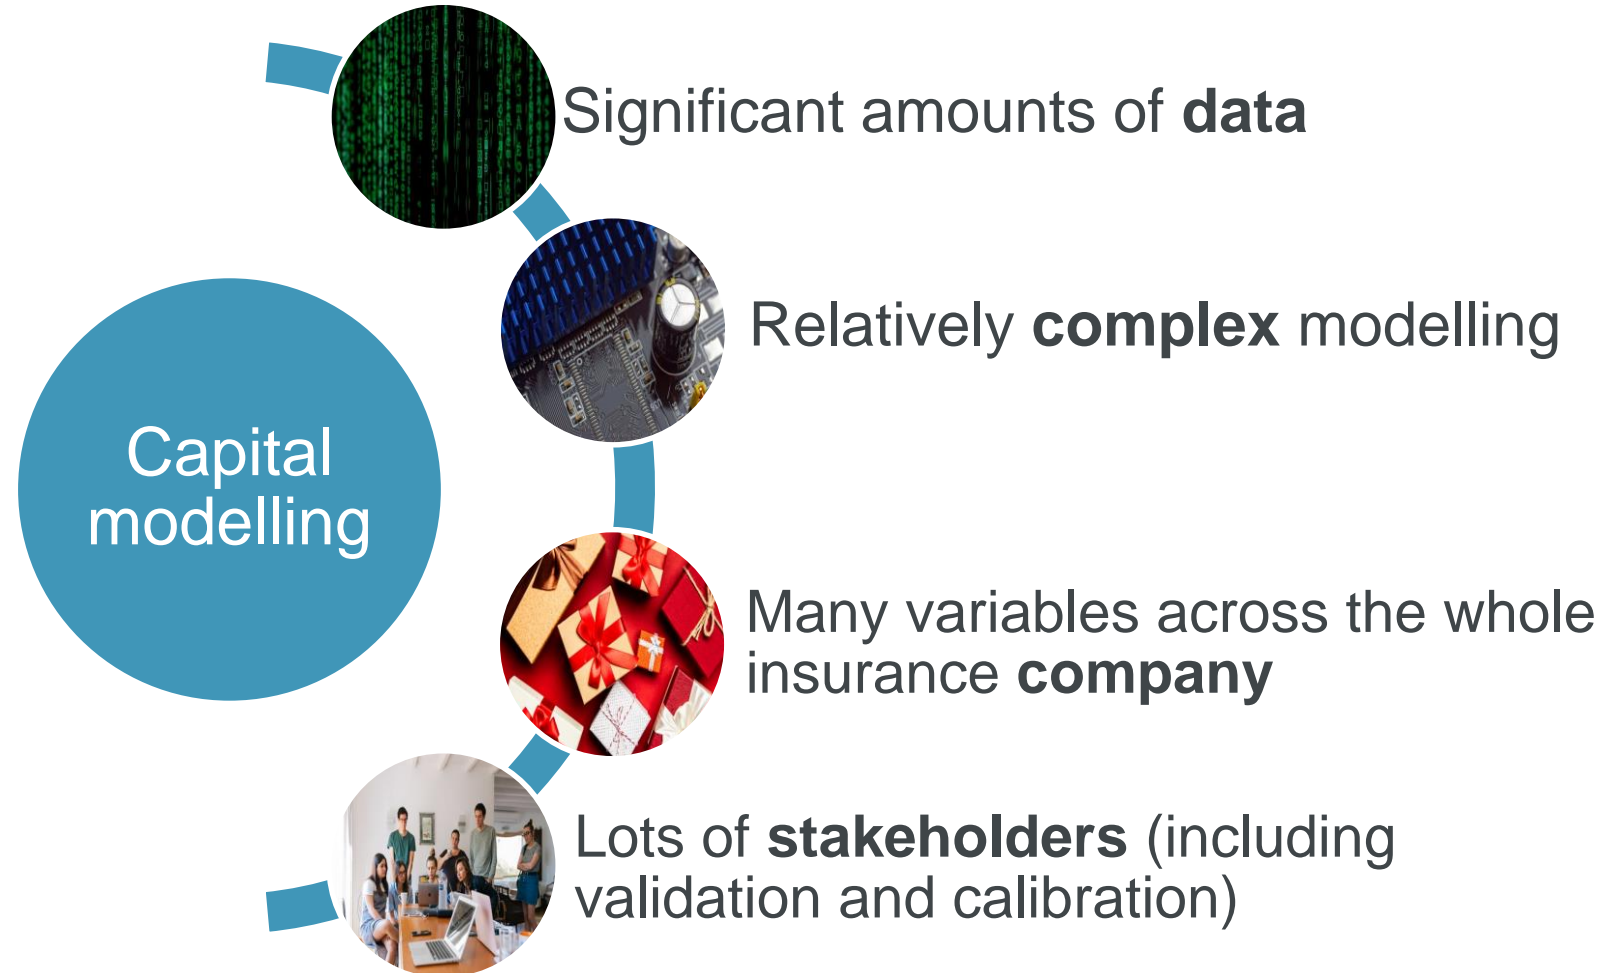 Significant amounts of data
Relatively complex modelling
Capital
modelling
Many variables across the whole
insurance company
Lots of stakeholders (including
validation and calibration)